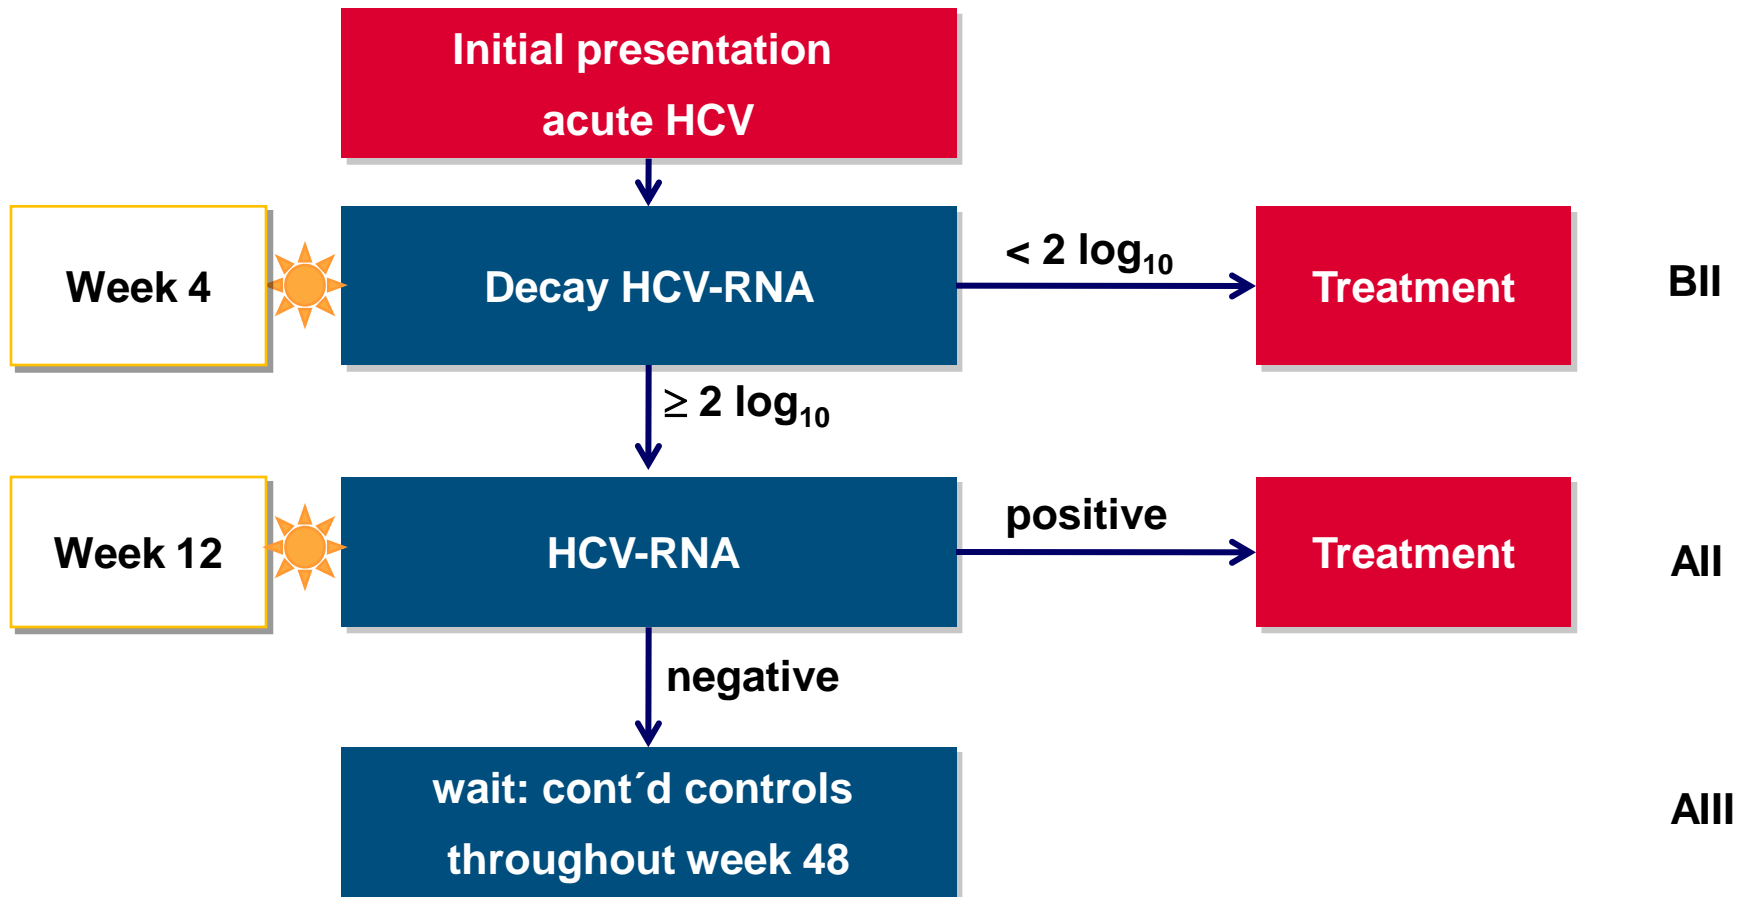 Initial presentation
acute HCV
Week 4
Decay HCV-RNA
< 2 log10
Treatment
BII
≥ 2 log10
Week 12
HCV-RNA
positive
Treatment
AII
negative
wait: cont´d controls
throughout week 48
AIII